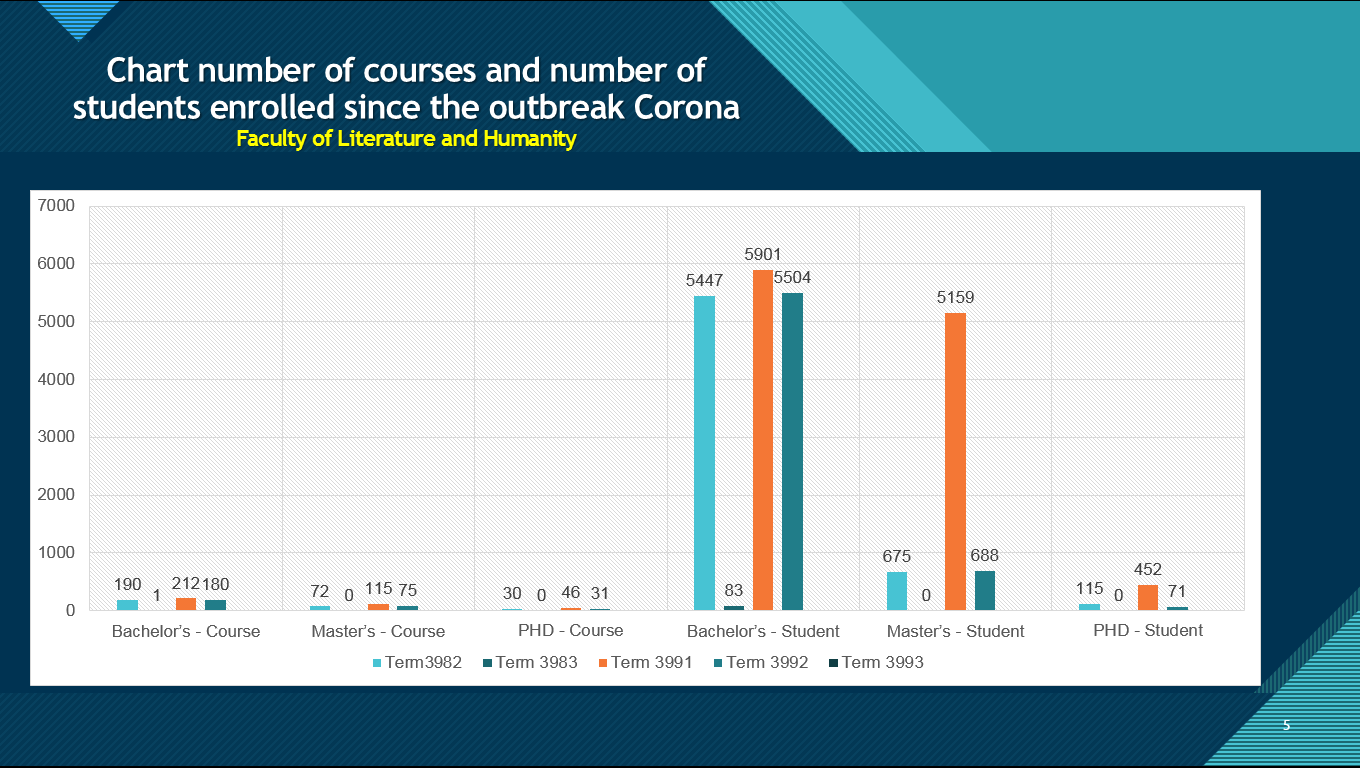 Chart number of courses and number of
students enrolled since the outbreak Corona
Faculty of Literature and Humanity
7000
6000
5000
4000
3000
2000
1000
0
190 1 212 180
72 0 115 75
30 0 46 31
5447 83 5901 5504
675 0 5159 688
115 0 452 71
Bachelor’s - Course Master’s - Course PHD - Course Bachelor’s - Student Master’s - Student PHD - Student
Term3982 Term 3983 Term 3991 Term 3992 Term 3993
5